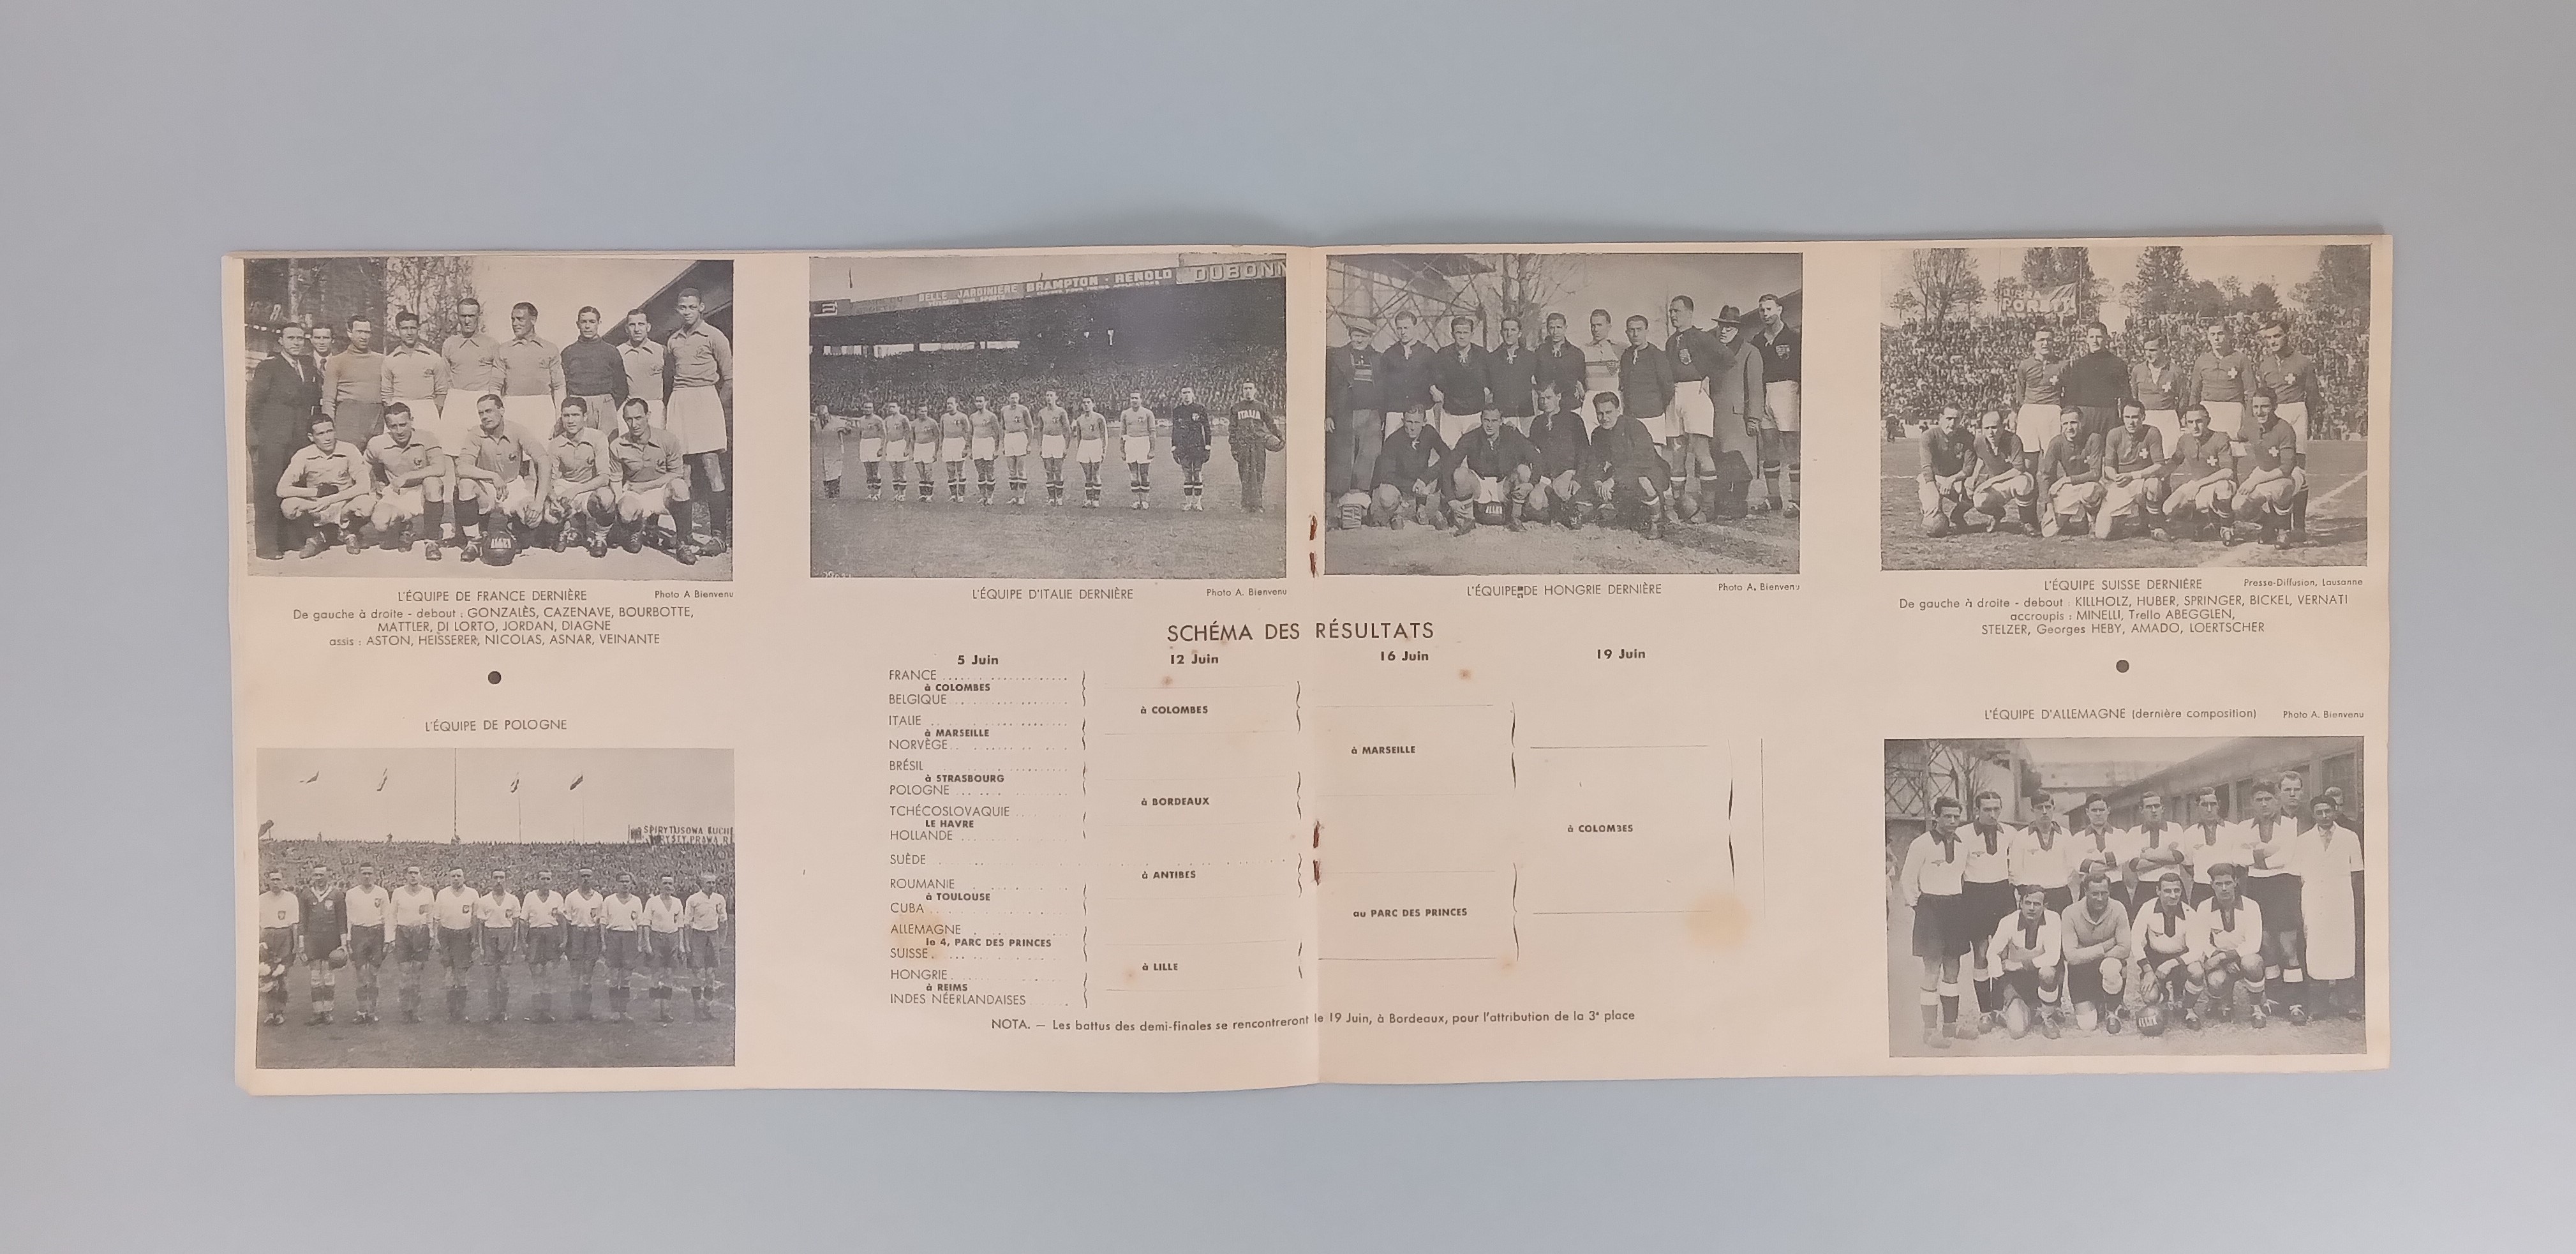 BELLE JARDINIERE BRAMPTON - RENOLD DUBONN
ITALIA
L'ÉQUIPE DE FRANCE DERNIÈRE Photo A Bienvenu
De gauche à droite - debout : GONZALÈS, CAZENAVE, BOURBOTTE,
MATTLER, DI LORTO, JORDAN, DIAGNE
assis : ASTON, HEISSERER, NICOLAS, ASNAR, VEINANTE
L'ÉQUIPE DE POLOGNE
SPIRYTUSOWA KUCH
L'ÉQUIPE D'ITALIE DERNIÈRE Photo A. Bienvenu
L'ÉQUIPE DE HONGRIE DERNIÈRE Photo A. Bienvenu
SCHÉMA DES RÉSULTATS
5 Juin 12 Juin 16 Juin 19 Juin
FRANCE
à COLOMBES
BELGIQUE
à COLOMBES
ITALIE
à MARSEILLE
NORVÈGE
à MARSEILLE
BRÉSIL
à STRASBOURG
POLOGNE
à BORDEAUX
TCHÉCOSLOVAQUIE
LE HAVRE
à COLOMBES
HOLLANDE
SUÈDE
à ANTIBES
ROUMANIE
à TOULOUSE
CUBA
au PARC DES PRINCES
ALLEMAGNE
le 4, PARC DES PRINCES
SUISSE
à LILLE
HONGRIE
à REIMS
INDES NÉERLANDAISES
NOTA. — Les battus des demi-finales se rencontreront le 19 Juin, à Bordeaux, pour l'attribution de la 3e place
L'ÉQUIPE SUISSE DERNIÈRE Presse-Diffusion, Lausanne
De gauche à droite - debout : KILLHOLZ, HUBER, SPRINGER, BICKEL, VERNATI
accroupis : MINELLI, Trello ABEGGLEN,
STELZER, Georges HEBY, AMADO, LOERTSCHER
L'ÉQUIPE D'ALLEMAGNE (dernière composition) Photo A. Bienvenu